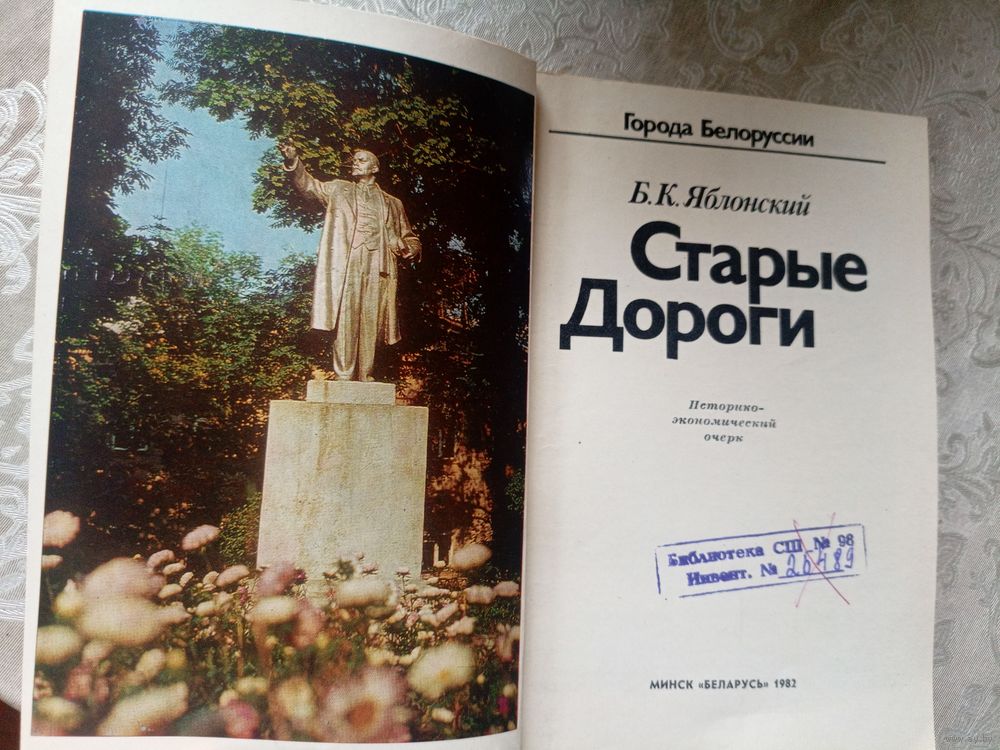 Города Белоруссии
Б. К. Яблонский
Старые
Дороги
Историко-
экономический
очерк
Библиотека СШ № 98
Инвент. № 26489
МИНСК «БЕЛАРУСЬ» 1982